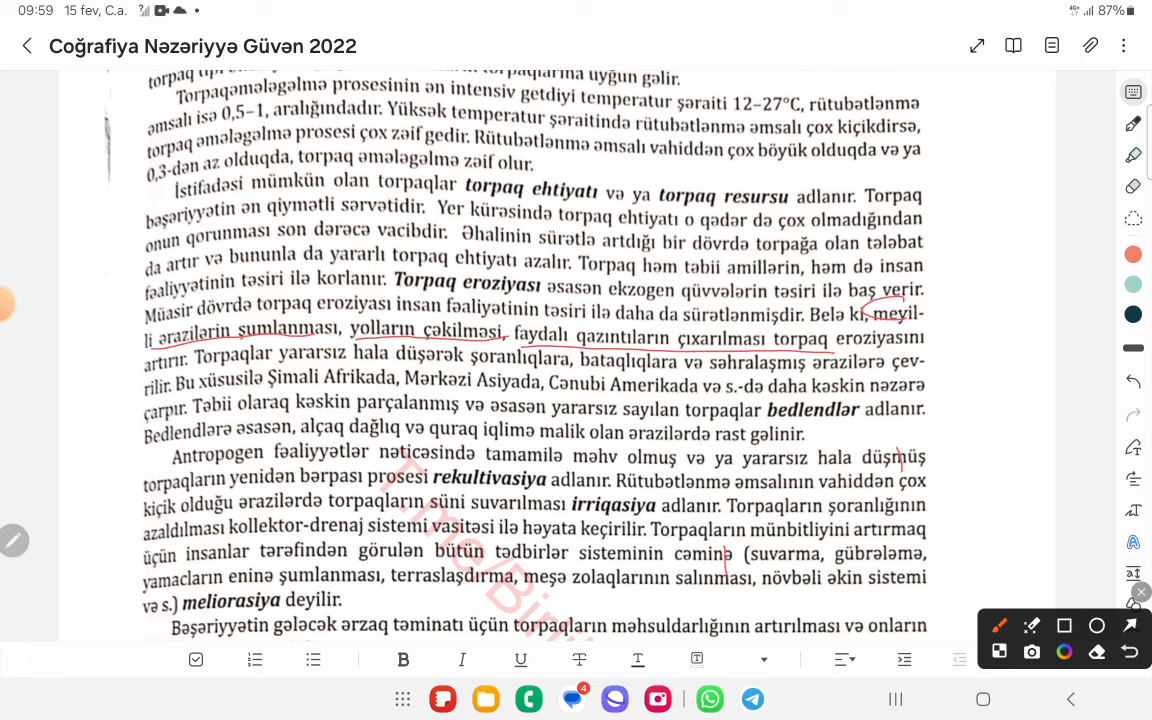 09:59 15 fev, C.a. 87%
Coğrafiya Nəzəriyyə Güvən 2022
torpaq tipi torpaqlarına uyğun gəlir.
Torpaqəmələgəlmə prosesinin ən intensiv getdiyi temperatur şəraiti 12–27°C, rütubətlənmə
əmsalı isə 0,5–1, aralığındadır. Yüksək temperatur şəraitində rütubətlənmə əmsalı çox kiçikdirsə,
torpaq əmələgəlmə prosesi çox zəif gedir. Rütubətlənmə əmsalı vahiddən çox böyük olduqda və ya
0,3-dən az olduqda, torpaq əmələgəlmə zəif olur.
İstifadəsi mümkün olan torpaqlar torpaq ehtiyatı və ya torpaq resursu adlanır. Torpaq
bəşəriyyətin ən qiymətli sərvətidir. Yer kürəsində torpaq ehtiyatı o qədər də çox olmadığından
onun qorunması son dərəcə vacibdir. Əhalinin sürətlə artdığı bir dövrdə torpağa olan tələbat
da artır və bununla da yararlı torpaq ehtiyatı azalır. Torpaq həm təbii amillərin, həm də insan
fəaliyyətinin təsiri ilə korlanır. Torpaq eroziyası əsasən ekzogen qüvvələrin təsiri ilə baş verir.
Müasir dövrdə torpaq eroziyası insan fəaliyyətinin təsiri ilə daha da sürətlənmişdir. Belə ki, meyil-
li ərazilərin şumlanması, yolların çəkilməsi, faydalı qazıntıların çıxarılması torpaq eroziyasını
artırır. Torpaqlar yararsız hala düşərək şoranlıqlara, bataqlıqlara və səhralaşmış ərazilərə çev-
rilir. Bu xüsusilə Şimali Afrikada, Mərkəzi Asiyada, Cənubi Amerikada və s.-də daha kəskin nəzərə
çarpır. Təbii olaraq kəskin parçalanmış və əsasən yararsız sayılan torpaqlar bedlendlər adlanır.
Bedlendlərə əsasən, alçaq dağlıq və quraq iqlimə malik olan ərazilərdə rast gəlinir.
Antropogen fəaliyyətlər nəticəsində tamamilə məhv olmuş və ya yararsız hala düşmüş
torpaqların yenidən bərpası prosesi rekultivasiya adlanır. Rütubətlənmə əmsalının vahiddən çox
kiçik olduğu ərazilərdə torpaqların süni suvarılması irriqasiya adlanır. Torpaqların şoranlığının
azaldılması kollektor-drenaj sistemi vasitəsi ilə həyata keçirilir. Torpaqların münbitliyini artırmaq
üçün insanlar tərəfindən görulən bütün tədbirlər sisteminin cəminə (suvarma, gübrələmə,
yamacların eninə şumlanması, terraslaşdırma, meşə zolaqlarının salınması, növbəli əkin sistemi
və s.) meliorasiya deyilir.
Bəşəriyyətin gələcək ərzaq təminatı üçün torpaqların məhsuldarlığının artırılması və onların